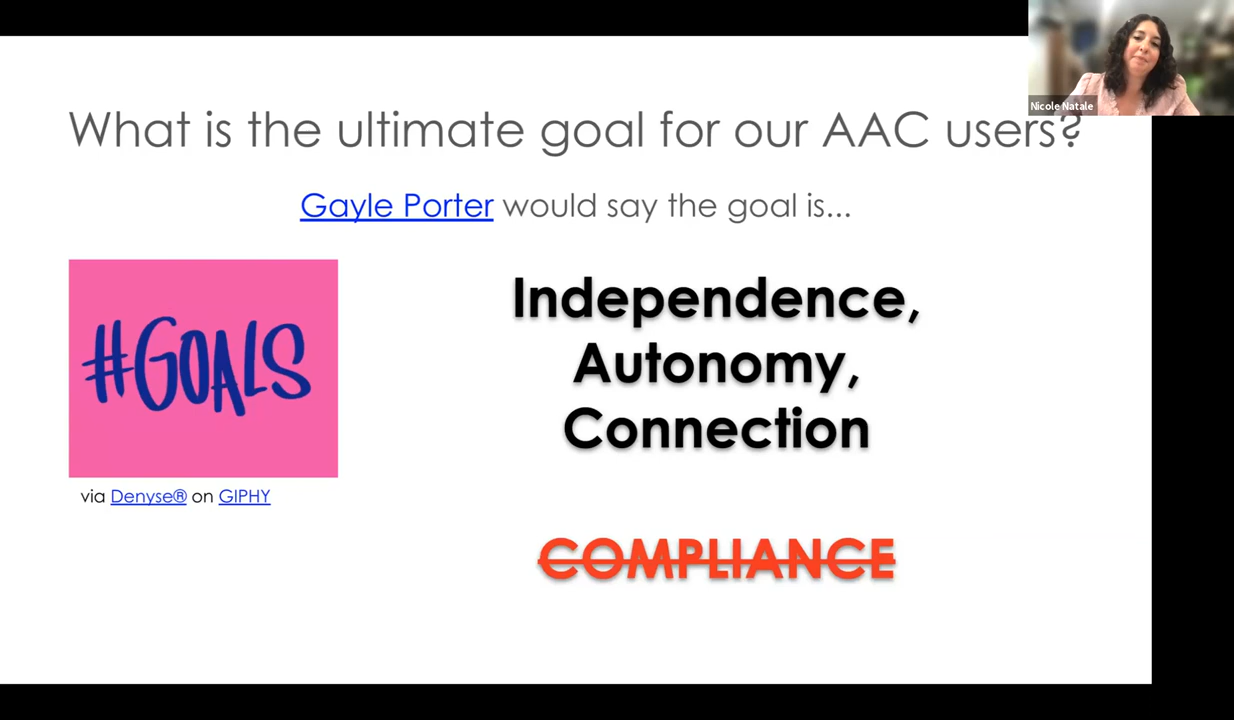 Nicole Natale
What is the ultimate goal for our AAC users?
Gayle Porter would say the goal is...
#GOALS
via Denyse® on GIPHY
Independence,
Autonomy,
Connection
COMPLIANCE